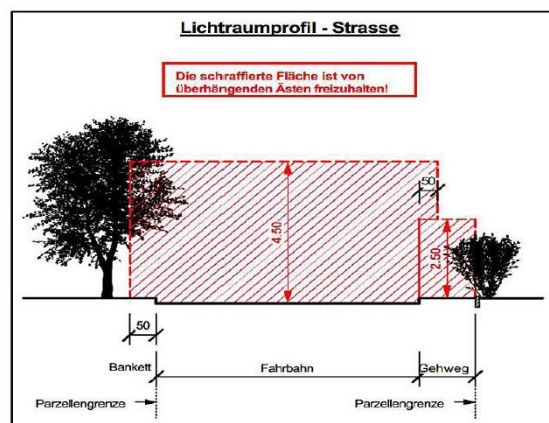 Lichtraumprofil - Strasse
Die schraffierte Fläche ist von
überhängenden Ästen freizuhalten!
50
4.50
2.50
50
Bankett
Fahrbahn
Gehweg
Parzellengrenze
Parzellengrenze